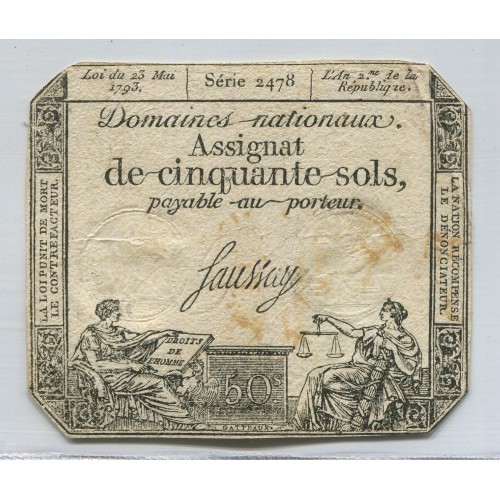 Loi du 23 Mai
1793.
Série 2478
L'An 2.me de la
République.
Domaines nationaux.
Assignat
de cinquante sols,
payable au porteur.
LA LOI PUNIT DE MORT
LE CONTREFACTEUR.
LA NATION RÉCOMPENSE
LE DÉNONCIATEUR.
Saussay
DROITS
DE
L'HOMME
50 s
GATTEAUX